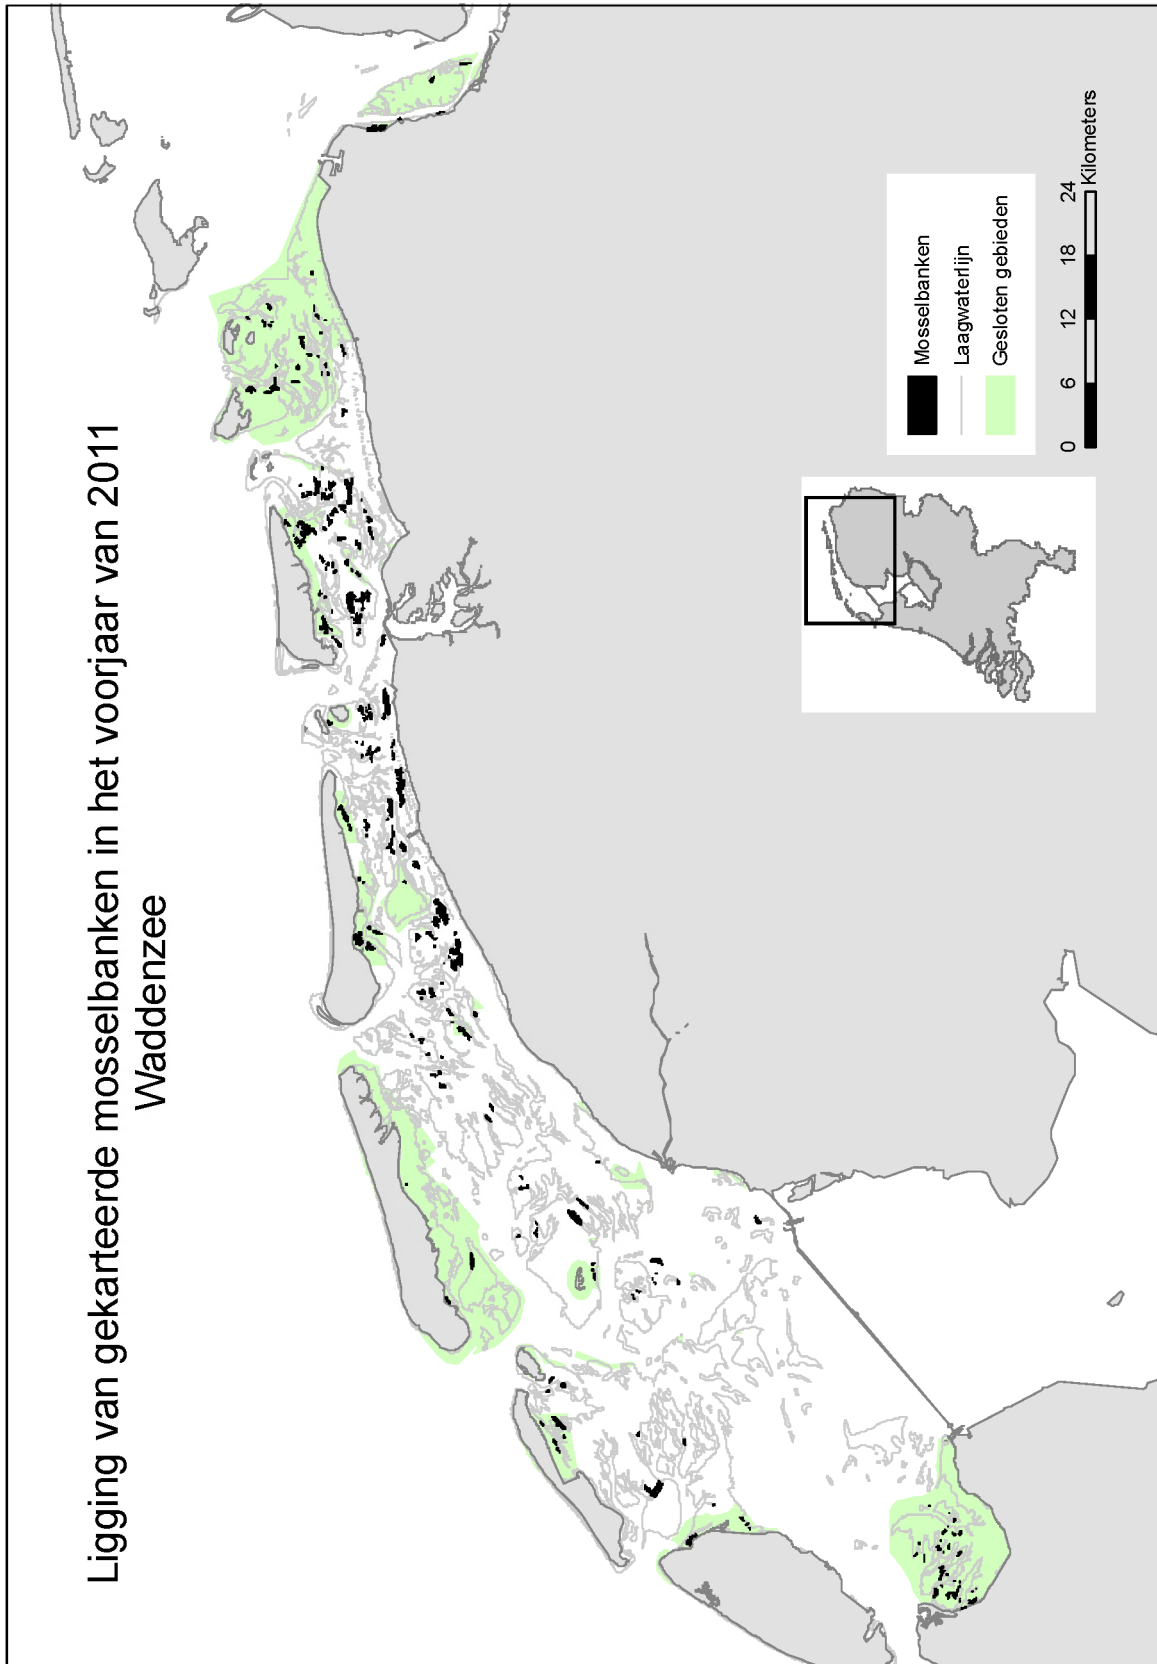 Ligging van gekarteerde mosselbanken in het voorjaar van 2011
Waddenzee
Mosselbanken
Laagwaterlijn
Gesloten gebieden
0 6 12 18 24
Kilometers